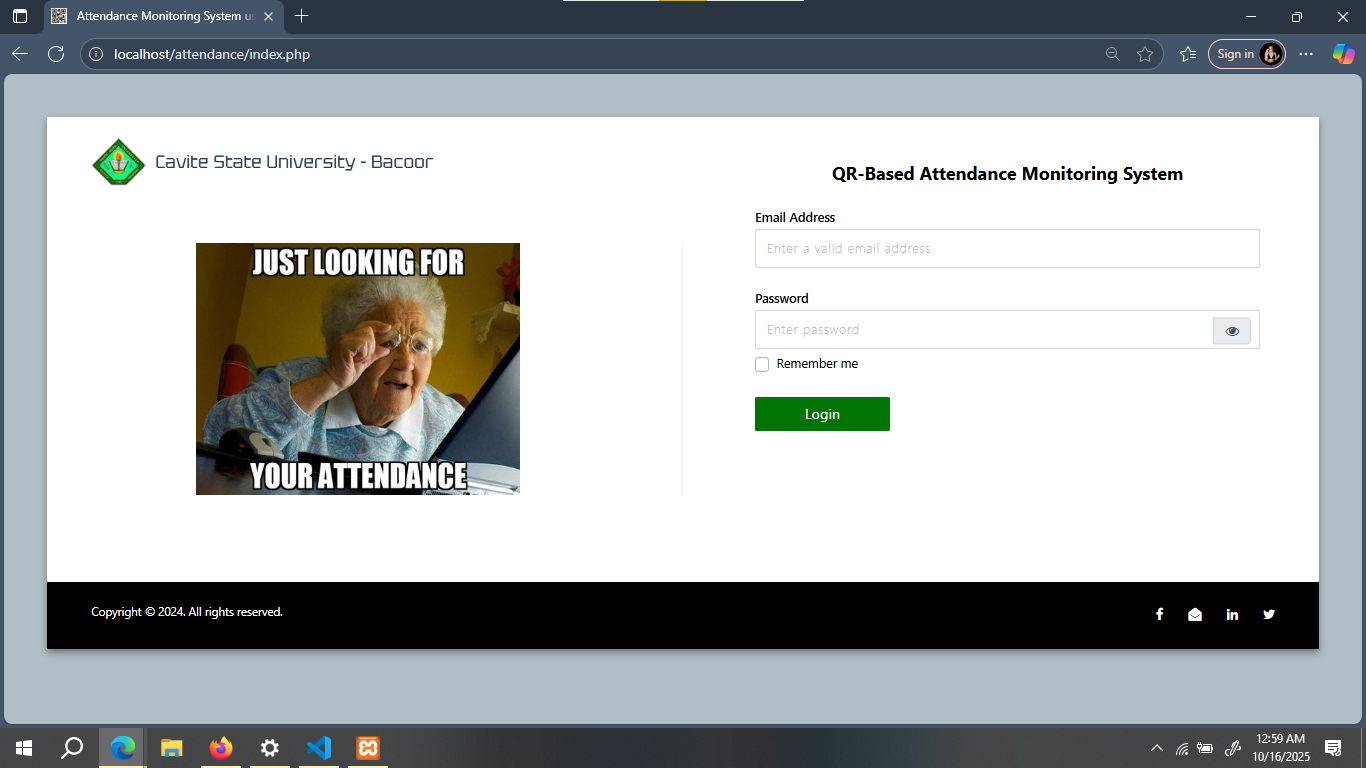 Attendance Monitoring System u
localhost/attendance/index.php
Sign in
Cavite State University - Bacoor
JUST LOOKING FOR
YOUR ATTENDANCE
QR-Based Attendance Monitoring System
Email Address
Enter a valid email address
Password
Enter password
Remember me
Login
Copyright © 2024. All rights reserved.
12:59 AM
10/16/2025